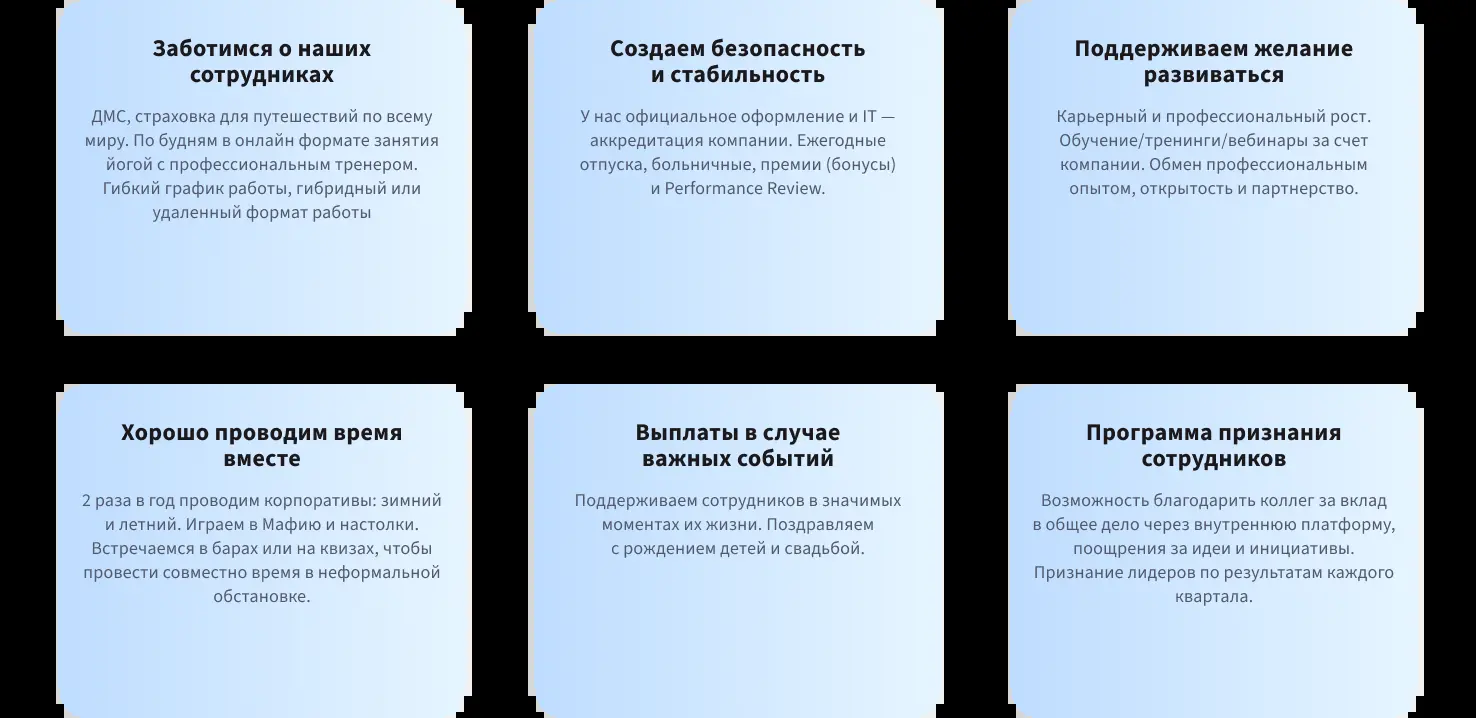 Заботимся о наших
сотрудниках
ДМС, страховка для путешествий по всему
миру. По будням в онлайн формате занятия
йогой с профессиональным тренером.
Гибкий график работы, гибридный или
удаленный формат работы
Создаем безопасность
и стабильность
У нас официальное оформление и IT —
аккредитация компании. Ежегодные
отпуска, больничные, премии (бонусы)
и Performance Review.
Поддерживаем желание
развиваться
Карьерный и профессиональный рост.
Обучение/тренинги/вебинары за счет
компании. Обмен профессиональным
опытом, открытость и партнерство.
Хорошо проводим время
вместе
2 раза в год проводим корпоративы: зимний
и летний. Играем в Мафию и настолки.
Встречаемся в барах или на квизах, чтобы
провести совместно время в неформальной
обстановке.
Выплаты в случае
важных событий
Поддерживаем сотрудников в значимых
моментах их жизни. Поздравляем
с рождением детей и свадьбой.
Программа признания
сотрудников
Возможность благодарить коллег за вклад
в общее дело через внутреннюю платформу,
поощрения за идеи и инициативы.
Признание лидеров по результатам каждого
квартала.